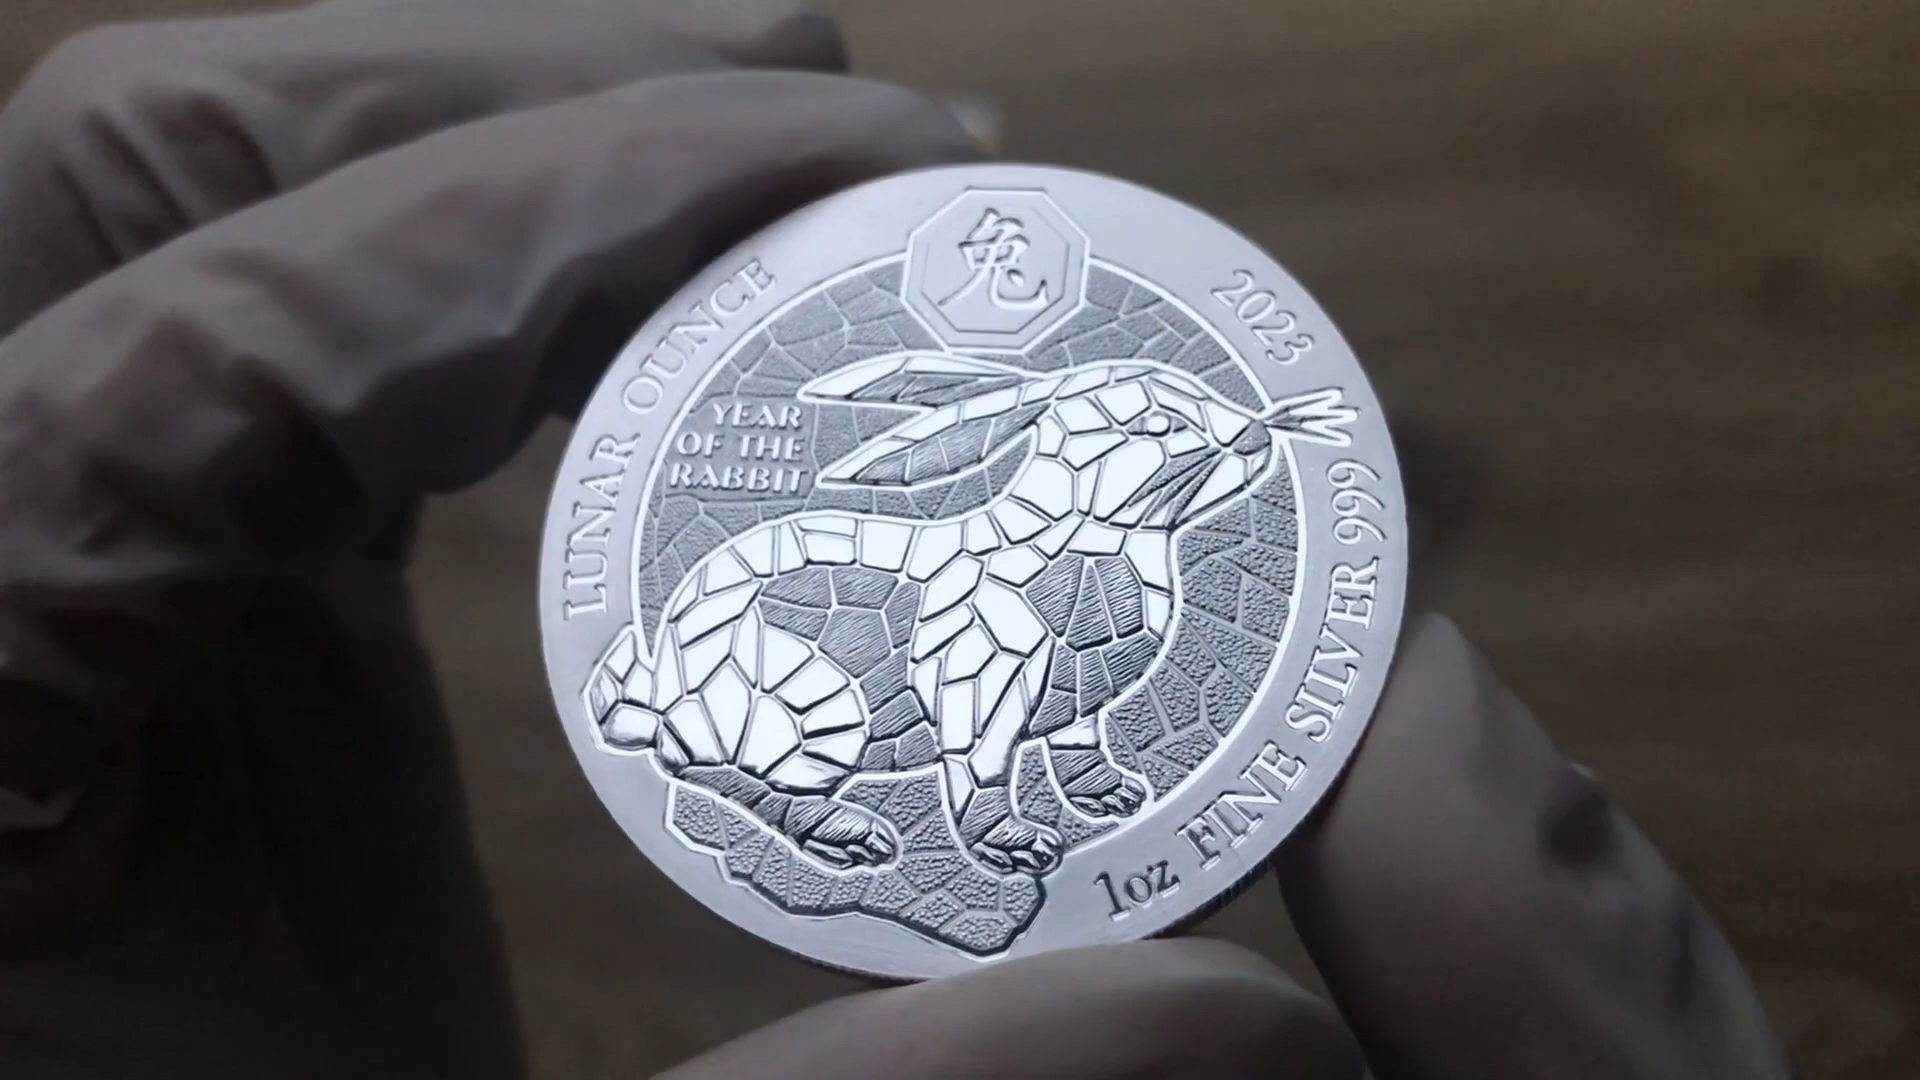 兔
LUNAR OUNCE
2023
YEAR
OF THE
RABBIT
1oz FINE SILVER 999